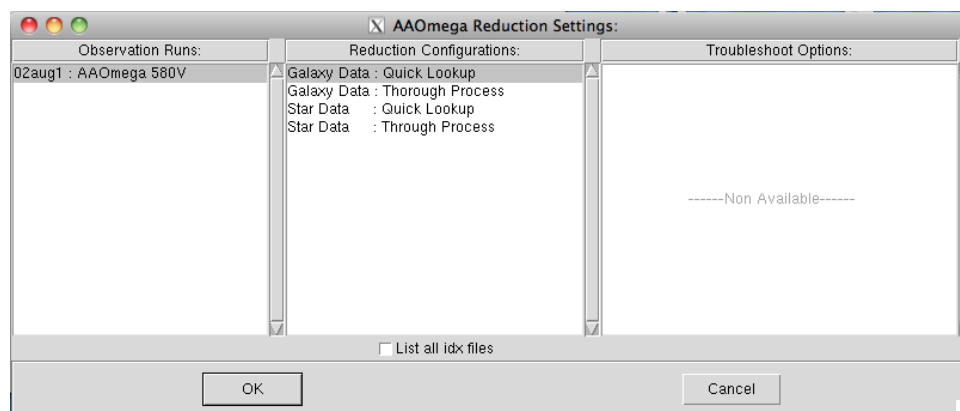 AAOmega Reduction Settings:
Observation Runs:
Reduction Configurations:
Troubleshoot Options:
02aug1 : AAOmega 580V
Galaxy Data : Quick Lookup
Galaxy Data : Thorough Process
Star Data : Quick Lookup
Star Data : Through Process
------Non Available------
List all idx files
OK
Cancel